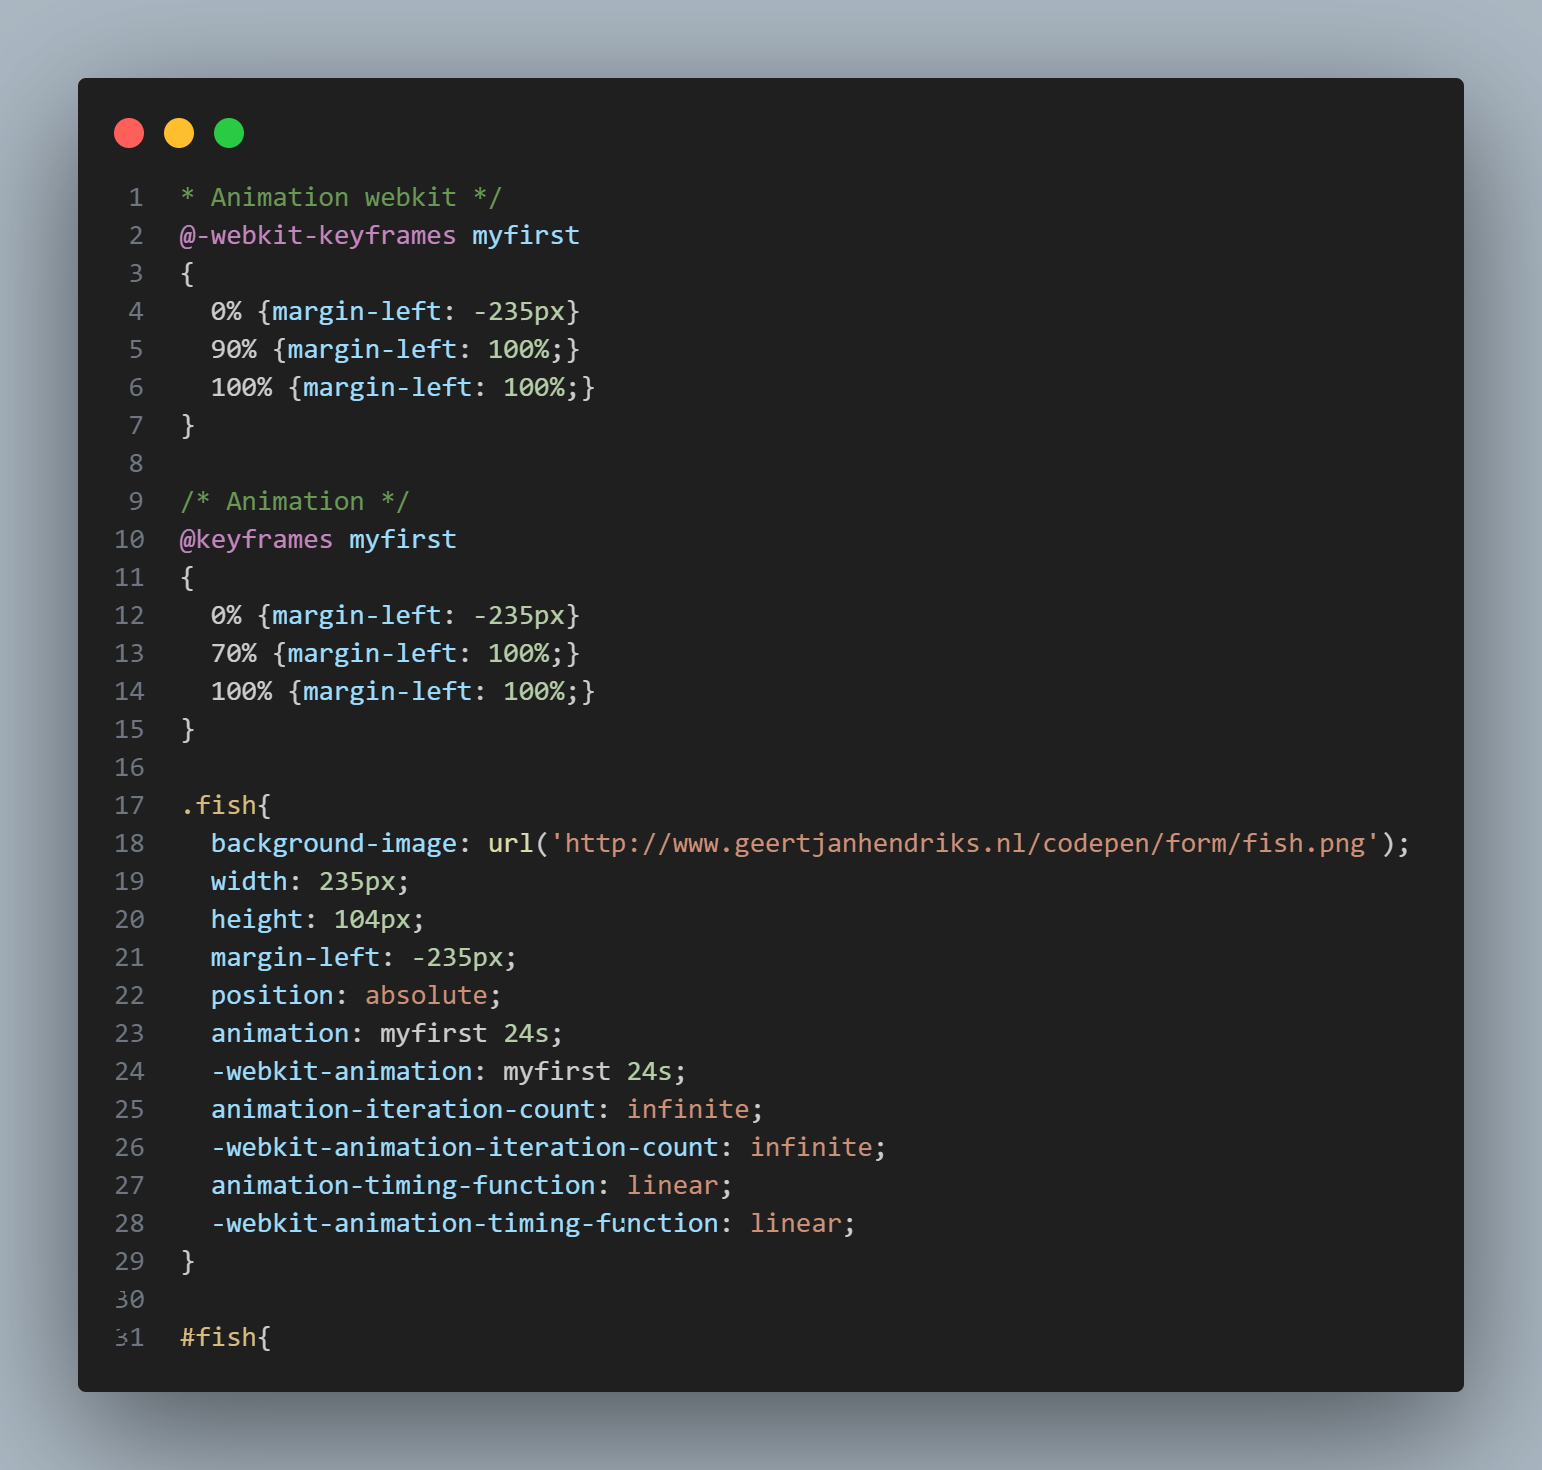 1 * Animation webkit */
2 @-webkit-keyframes myfirst
3 {
4   0% {margin-left: -235px}
5   90% {margin-left: 100%;}
6   100% {margin-left: 100%;}
7 }
8
9 /* Animation */
10 @keyframes myfirst
11 {
12   0% {margin-left: -235px}
13   70% {margin-left: 100%;}
14   100% {margin-left: 100%;}
15 }
16
17 .fish{
18   background-image: url('http://www.geertjanhendriks.nl/codepen/form/fish.png');
19   width: 235px;
20   height: 104px;
21   margin-left: -235px;
22   position: absolute;
23   animation: myfirst 24s;
24   -webkit-animation: myfirst 24s;
25   animation-iteration-count: infinite;
26   -webkit-animation-iteration-count: infinite;
27   animation-timing-function: linear;
28   -webkit-animation-timing-function: linear;
29 }
30
31 #fish{